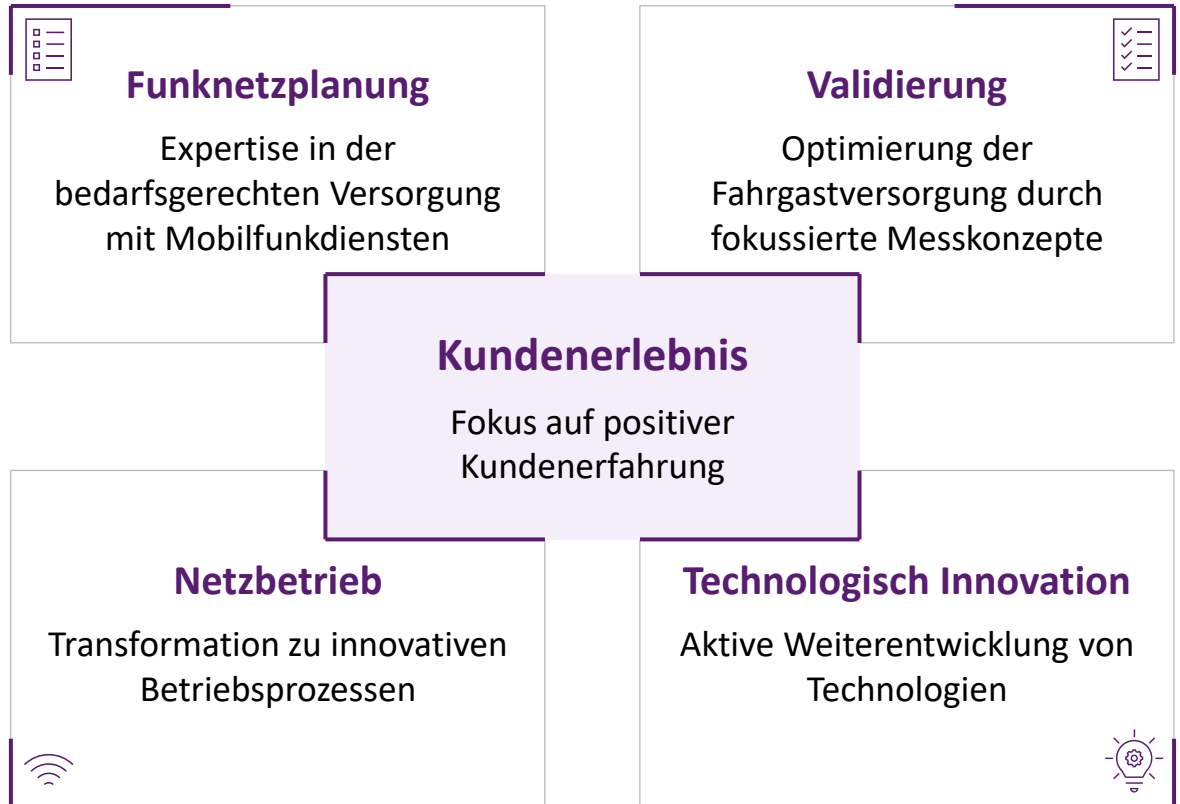 Funknetzplanung
Expertise in der
bedarfsgerechten Versorgung
mit Mobilfunkdiensten
Validierung
Optimierung der
Fahrgastversorgung durch
fokussierte Messkonzepte
Kundenerlebnis
Fokus auf positiver
Kundenerfahrung
Netzbetrieb
Transformation zu innovativen
Betriebsprozessen
Technologisch Innovation
Aktive Weiterentwicklung von
Technologien